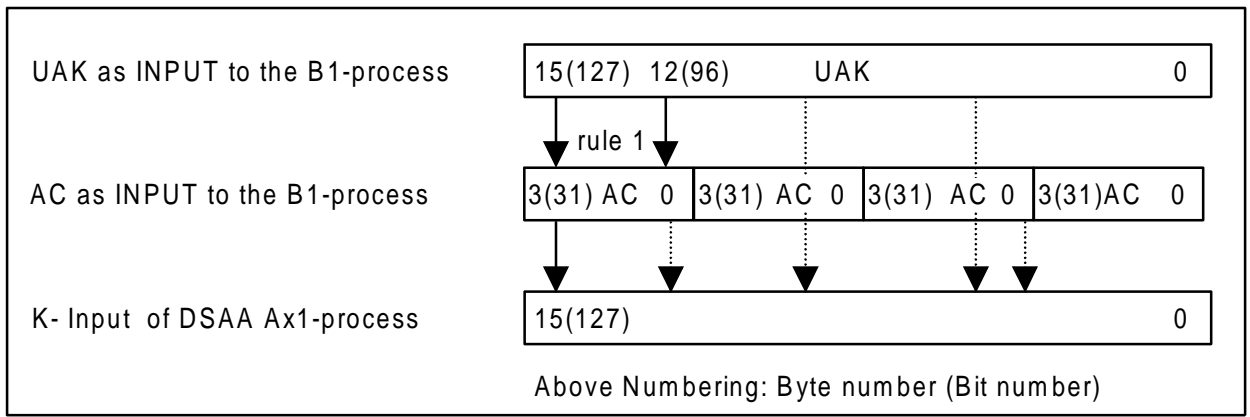 UAK as INPUT to the B1-process 15(127) 12(96) UAK 0
rule 1
AC as INPUT to the B1-process 3(31) AC 0 3(31) AC 0 3(31) AC 0 3(31)AC 0
K- Input of DSAA Ax1-process 15(127) 0
Above Numbering: Byte number (Bit number)